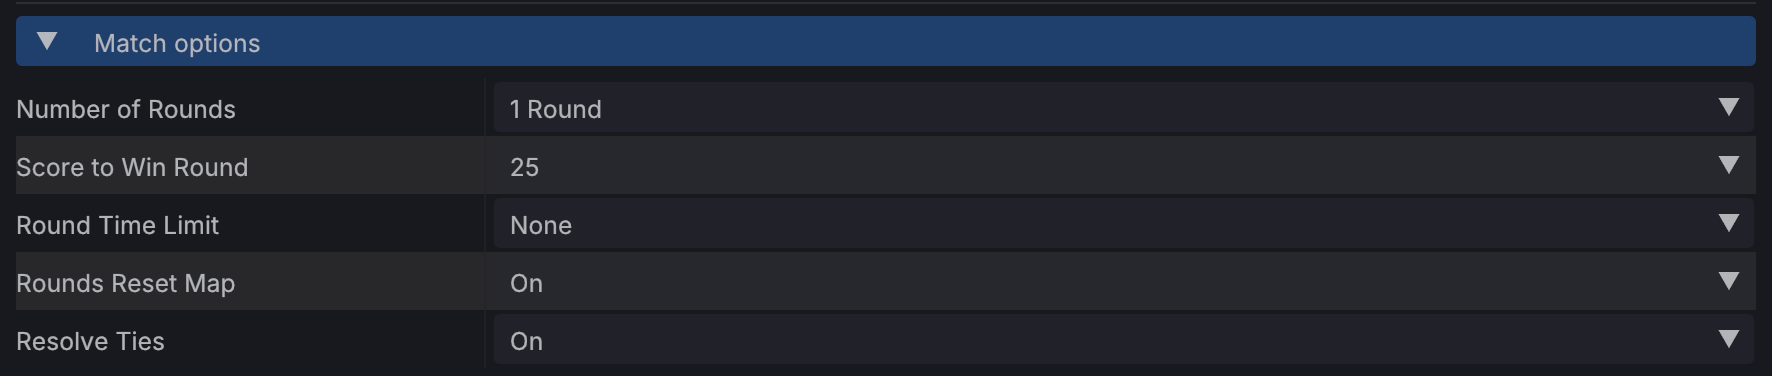 Match options
Number of Rounds 1 Round
Score to Win Round 25
Round Time Limit None
Rounds Reset Map On
Resolve Ties On